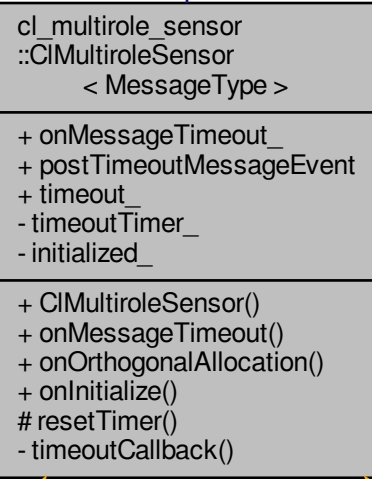 cl_multirole_sensor
::ClMultiroleSensor
< MessageType >
+ onMessageTimeout_
+ postTimeoutMessageEvent
+ timeout_
- timeoutTimer_
- initialized_
+ ClMultiroleSensor()
+ onMessageTimeout()
+ onOrthogonalAllocation()
+ onInitialize()
# resetTimer()
- timeoutCallback()